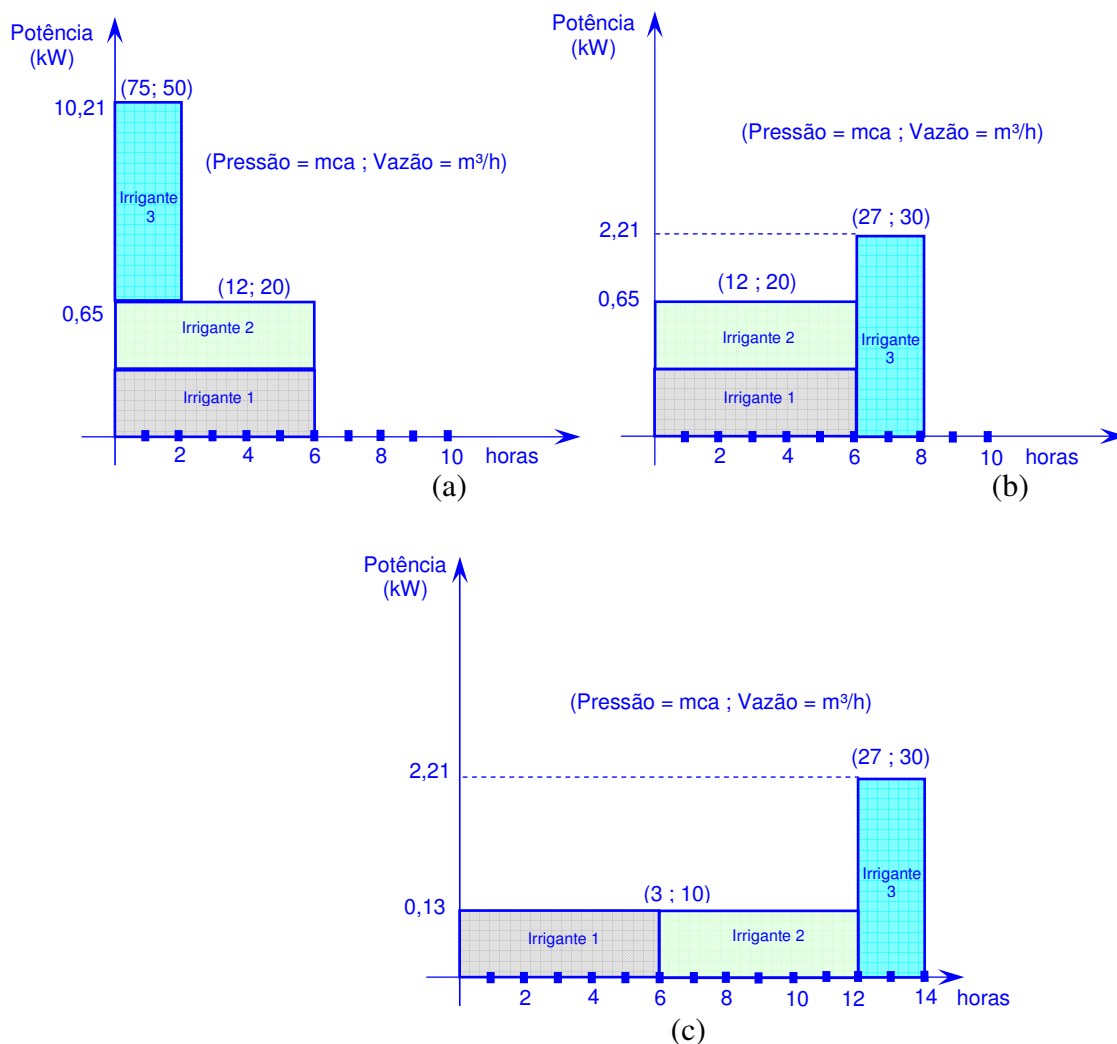 Potência
(kW)
(75; 50)
10,21
(Pressão = mca ; Vazão = m³/h)
Irrigante
3
(12; 20)
0,65
Irrigante 2
Irrigante 1
2 4 6 8 10 horas
(a)
Potência
(kW)
(Pressão = mca ; Vazão = m³/h)
(27 ; 30)
2,21
(12 ; 20)
0,65
Irrigante 2
Irrigante
3
Irrigante 1
2 4 6 8 10 horas
(b)
Potência
(kW)
(Pressão = mca ; Vazão = m³/h)
(27 ; 30)
2,21
Irrigante
3
(3 ; 10)
0,13
Irrigante 1
Irrigante 2
2 4 6 8 10 12 14 horas
(c)